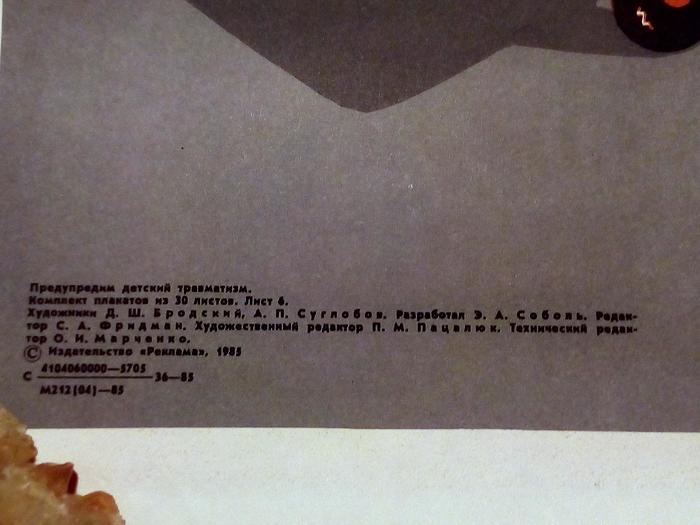 Предупредим детский травматизм.
Комплект плакатов из 30 листов. Лист 6.
Художники Д. Ш. Бродский, А. П. Суглобов. Разработал Э. А. Соболь. Редак-
тор С. А. Фридман. Художественный редактор П. М. Пацалюк. Технический редак-
тор О. И. Марченко.
© Издательство «Реклама», 1985
4104060000—5705
С 36—85
М212(04)—85